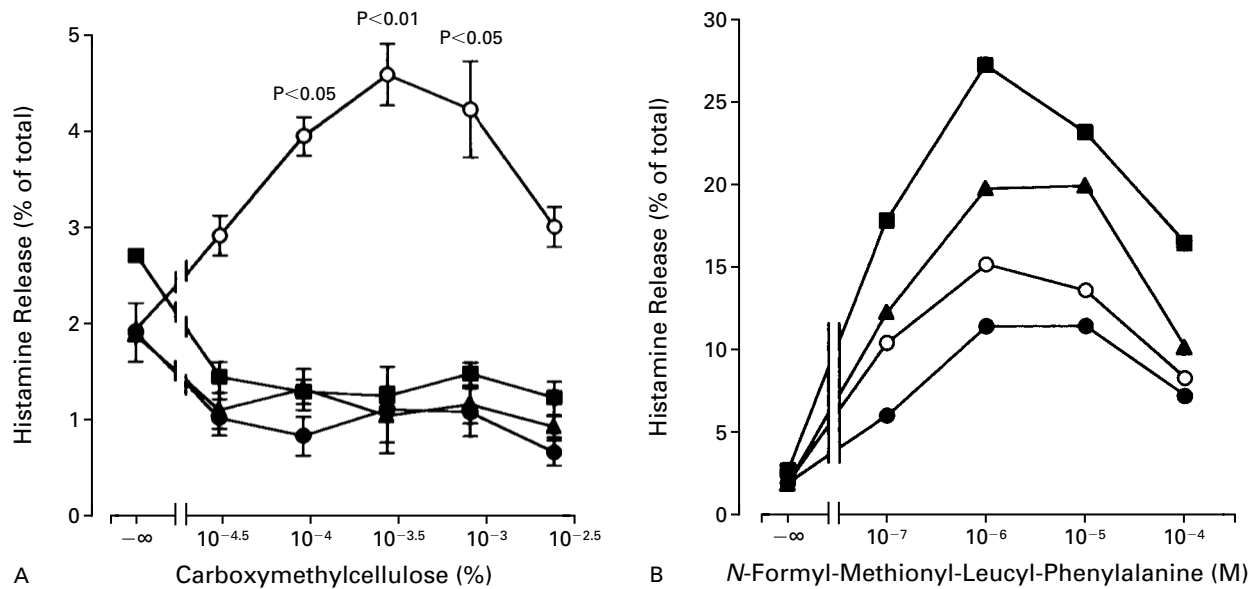 P<0.01
P<0.05
P<0.05
5
4
3
2
1
0
Histamine Release (% of total)
−∞
10−4.5
10−4
10−3.5
10−3
10−2.5
A
Carboxymethylcellulose (%)
30
25
20
15
10
5
0
Histamine Release (% of total)
−∞
10−7
10−6
10−5
10−4
B
N-Formyl-Methionyl-Leucyl-Phenylalanine (M)